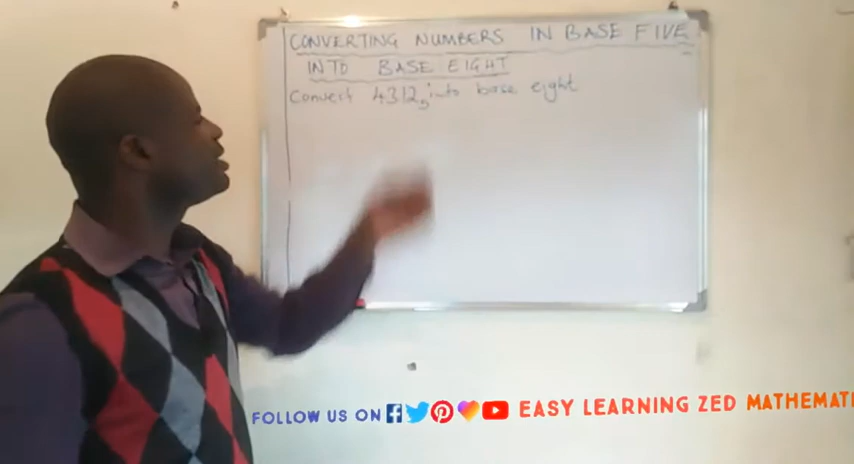 CONVERTING NUMBERS IN BASE FIVE
INTO BASE EIGHT
Convert 4312₅ into base eight
FOLLOW US ON EASY LEARNING ZED MATHEMATI